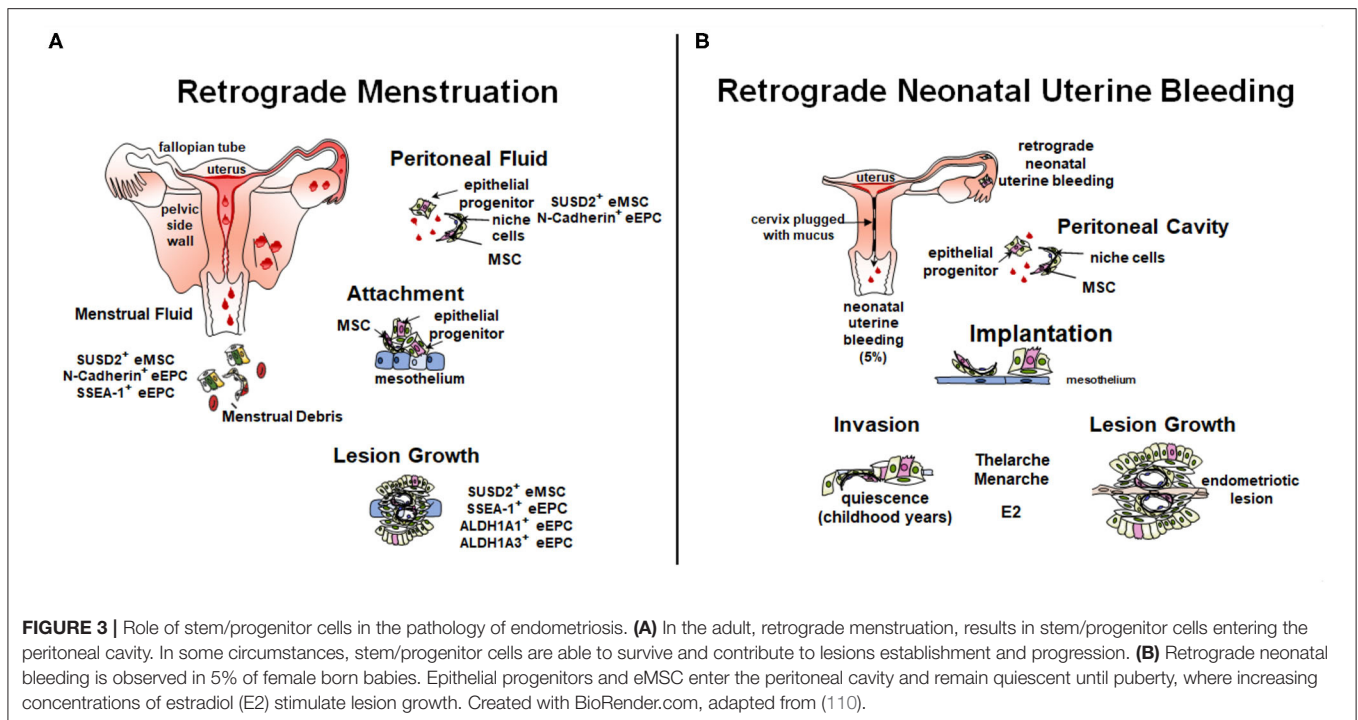 A
Retrograde Menstruation
fallopian tube
uterus
pelvic
side
wall
Menstrual Fluid
SUSD2⁺ eMSC
N-Cadherin⁺ eEPC
SSEA-1⁺ eEPC
Menstrual Debris
Peritoneal Fluid
epithelial
progenitor
niche
cells
MSC
SUSD2⁺ eMSC
N-Cadherin⁺ eEPC
Attachment
MSC
epithelial
progenitor
mesothelium
Lesion Growth
SUSD2⁺ eMSC
SSEA-1⁺ eEPC
ALDH1A1⁺ eEPC
ALDH1A3⁺ eEPC
B
Retrograde Neonatal Uterine Bleeding
uterus
retrograde
neonatal
uterine bleeding
cervix plugged
with mucus
neonatal
uterine
bleeding
(5%)
Peritoneal Cavity
epithelial
progenitor
niche cells
MSC
Implantation
mesothelium
Invasion
quiescence
(childhood years)
Thelarche
Menarche
E2
Lesion Growth
endometriotic
lesion
FIGURE 3 | Role of stem/progenitor cells in the pathology of endometriosis. (A) In the adult, retrograde menstruation, results in stem/progenitor cells entering the
peritoneal cavity. In some circumstances, stem/progenitor cells are able to survive and contribute to lesions establishment and progression. (B) Retrograde neonatal
bleeding is observed in 5% of female born babies. Epithelial progenitors and eMSC enter the peritoneal cavity and remain quiescent until puberty, where increasing
concentrations of estradiol (E2) stimulate lesion growth. Created with BioRender.com, adapted from (110).